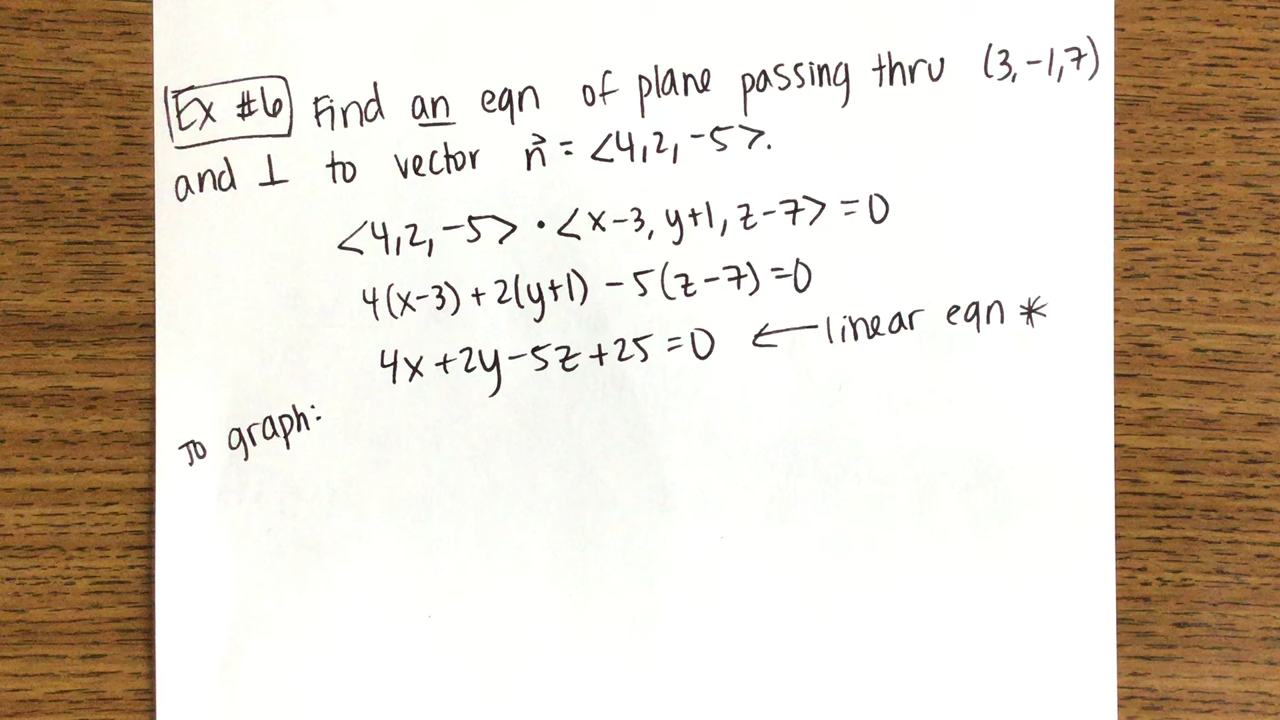 Ex #6 Find an eqn of plane passing thru (3,-1,7)
and ⊥ to vector n⃗ = <4,2,-5>.
<4,2,-5> · <x-3, y+1, z-7> = 0
4(x-3) + 2(y+1) - 5(z-7) = 0
4x + 2y - 5z + 25 = 0 ← linear eqn *
To graph: